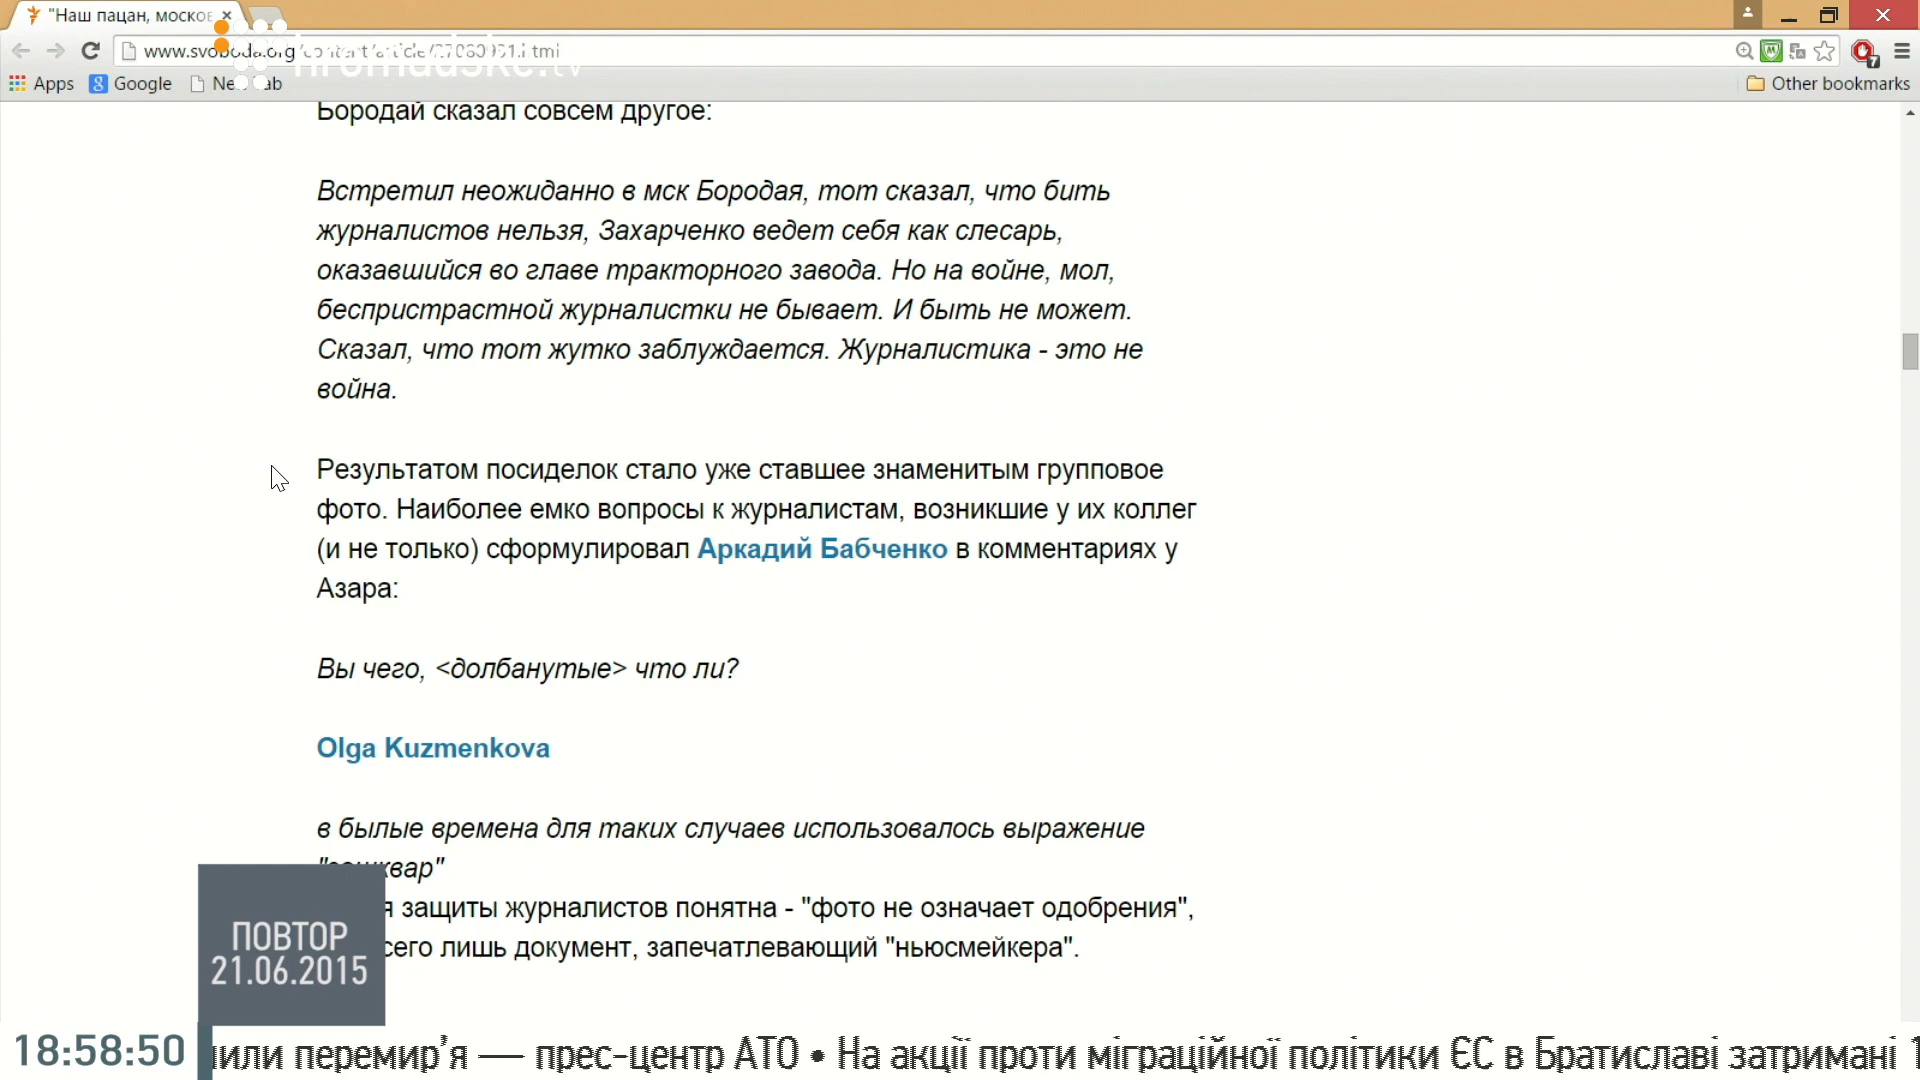 "Наш пацан, москов
www.svoboda.org
hromadske.tv
Apps
Google
Other bookmarks
Бородай сказал совсем другое:
Встретил неожиданно в мск Бородая, тот сказал, что бить
журналистов нельзя, Захарченко ведет себя как слесарь,
оказавшийся во главе тракторного завода. Но на войне, мол,
беспристрастной журналистки не бывает. И быть не может.
Сказал, что тот жутко заблуждается. Журналистика - это не
война.
Результатом посиделок стало уже ставшее знаменитым групповое
фото. Наиболее емко вопросы к журналистам, возникшие у их коллег
(и не только) сформулировал Аркадий Бабченко в комментариях у
Азара:
Вы чего, <долбанутые> что ли?
Olga Kuzmenkova
в былые времена для таких случаев использовалось выражение
защиты журналистов понятна - "фото не означает одобрения",
лишь документ, запечатлевающий "ньюсмейкера".
ПОВТОР
21.06.2015
18:58:50
перемир’я — прес-центр АТО • На акції проти міграційної політики ЄС в Братиславі затримані